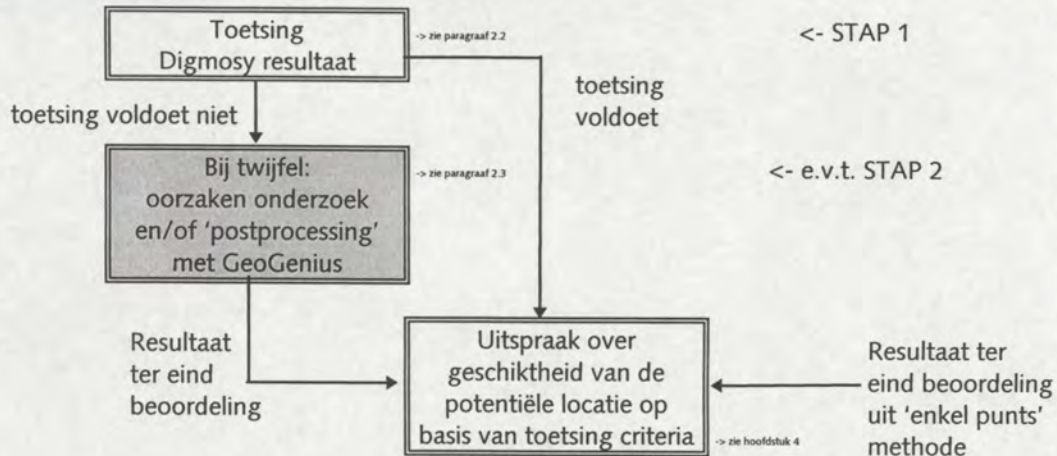 Toetsing
Digmosy resultaat
-> zie paragraaf 2.2
<- STAP 1
toetsing voldoet niet
toetsing
voldoet
Bij twijfel:
oorzaken onderzoek
en/of 'postprocessing'
met GeoGenius
-> zie paragraaf 2.3
<- e.v.t. STAP 2
Resultaat
ter eind
beoordeling
Uitspraak over
geschiktheid van de
potentiële locatie op
basis van toetsing criteria
-> zie hoofdstuk 4
Resultaat ter
eind beoordeling
uit 'enkel punts'
methode